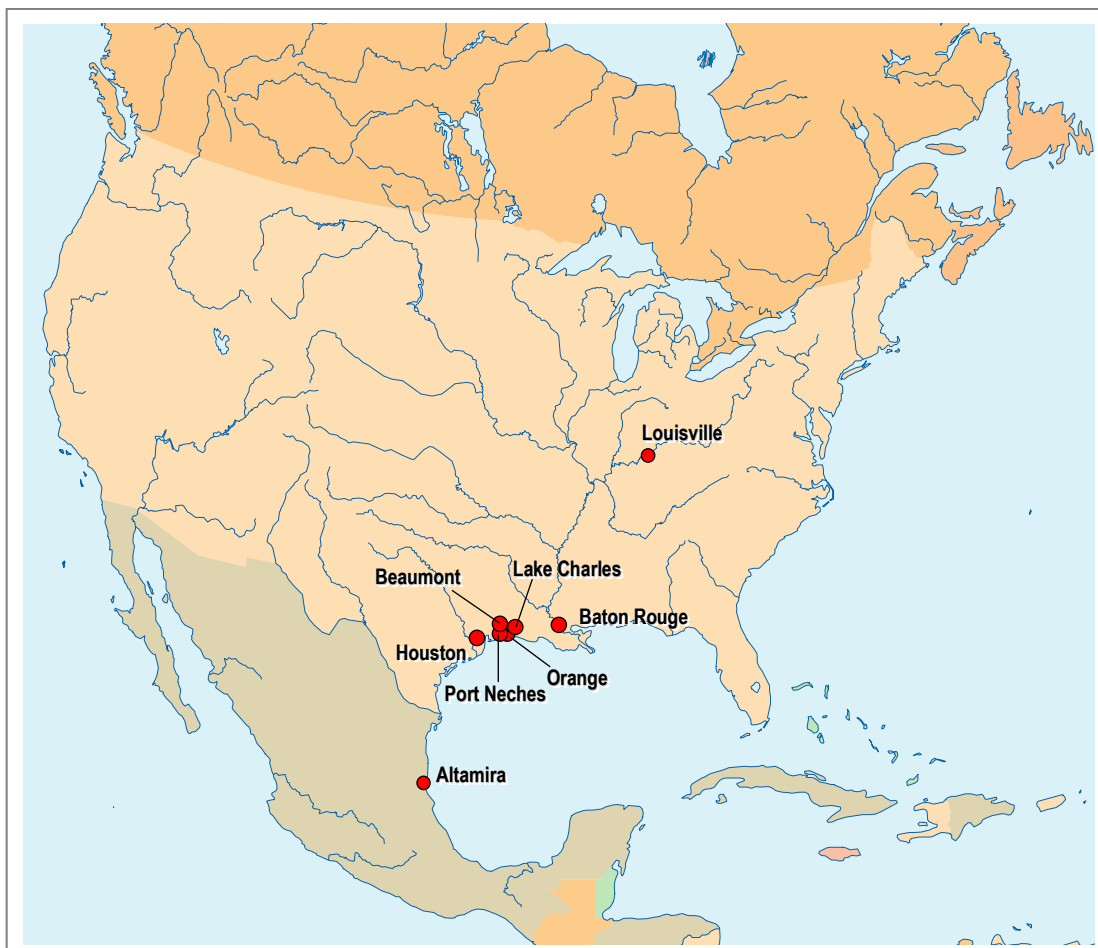 Louisville
Lake Charles
Beaumont
Baton Rouge
Houston
Orange
Port Neches
Altamira